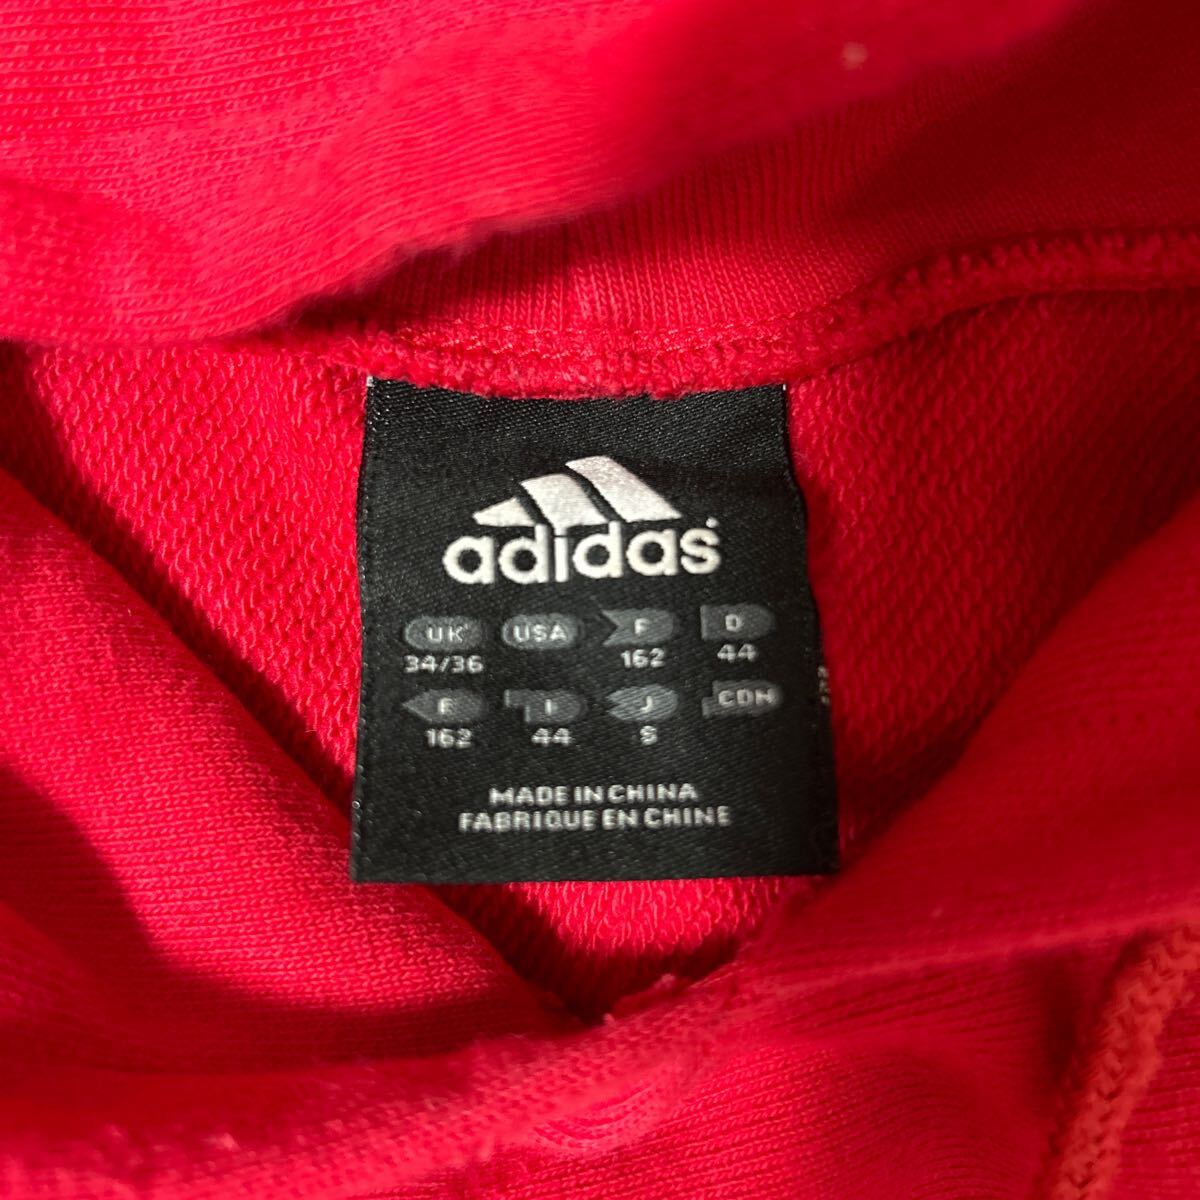 adidas
UK USA F D
34/36 162 44
E I J CDN
162 44 S
MADE IN CHINA
FABRIQUE EN CHINE